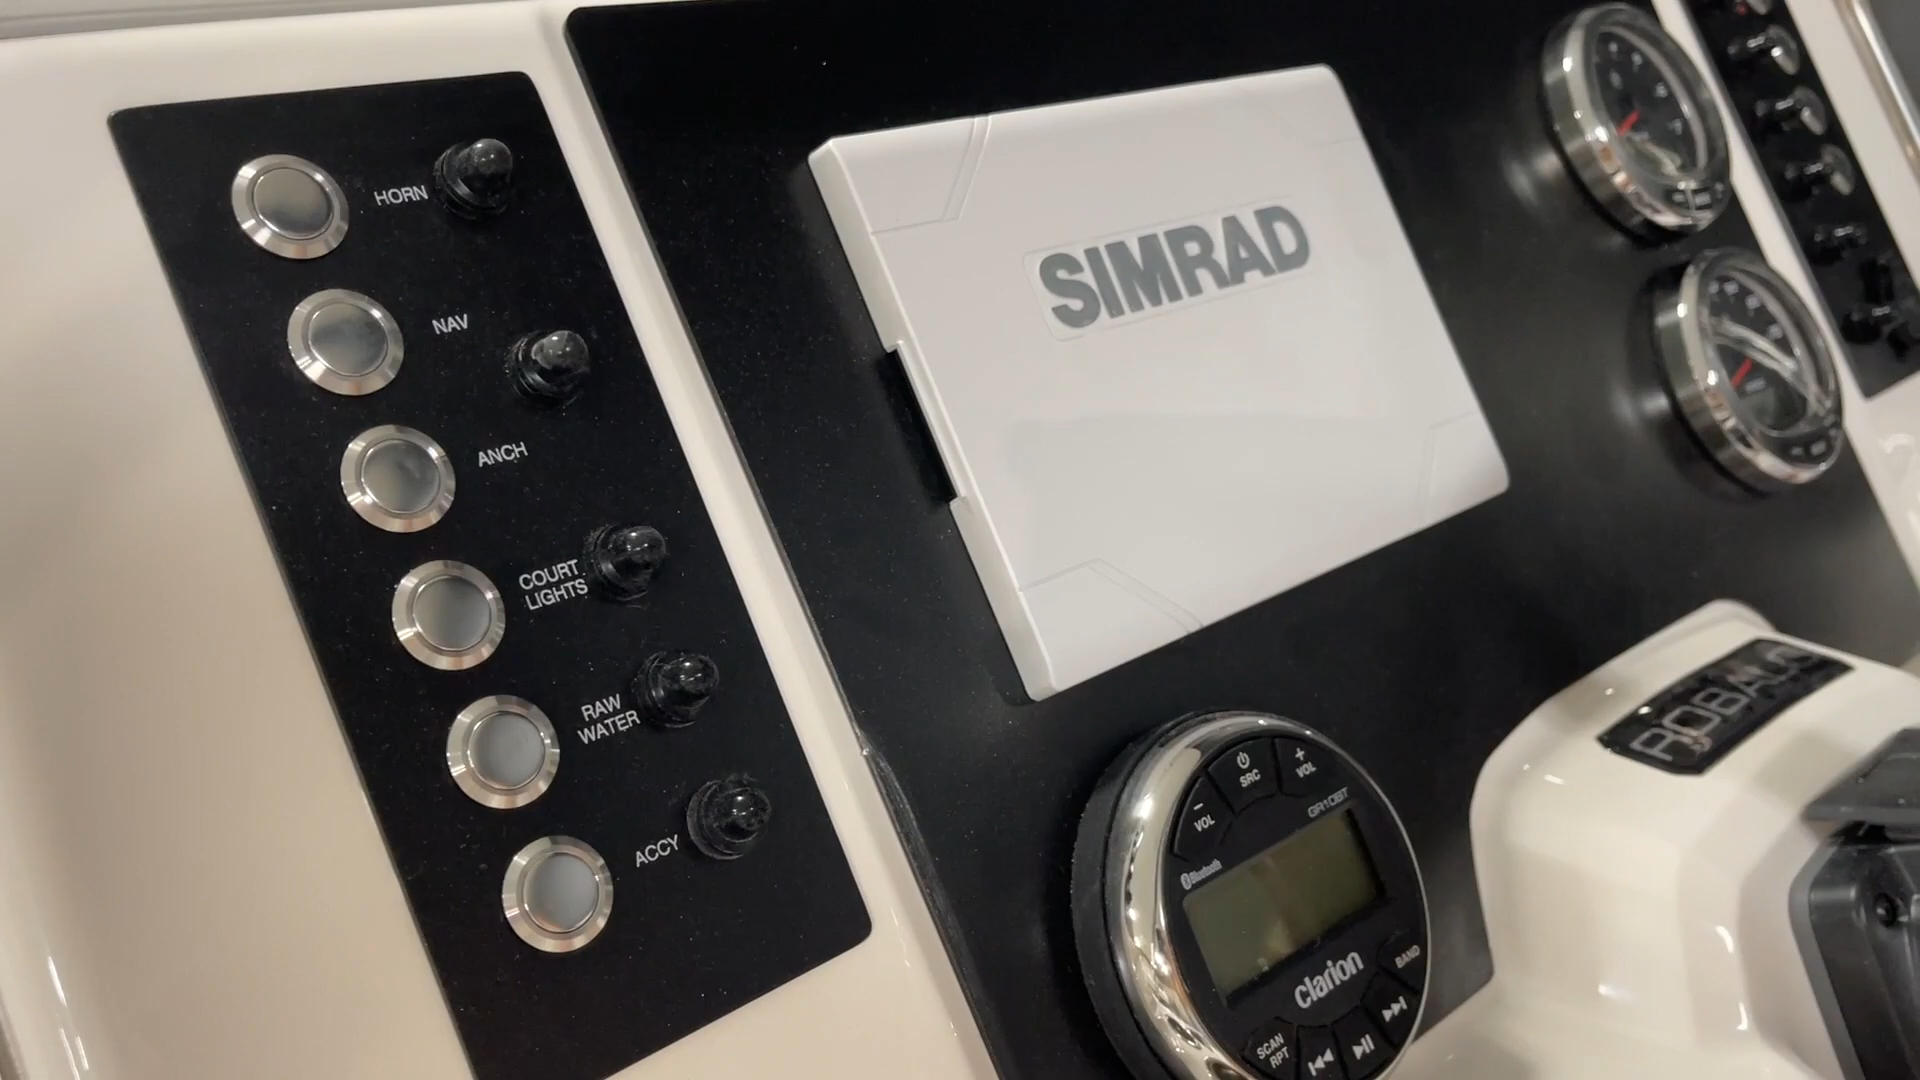 HORN
NAV
ANCH
COURT
LIGHTS
RAW
WATER
ACCY
SIMRAD
SRC
+
VOL
−
VOL
GR10BT
Bluetooth
clarion
BAND
SCAN
RPT
ROBALO